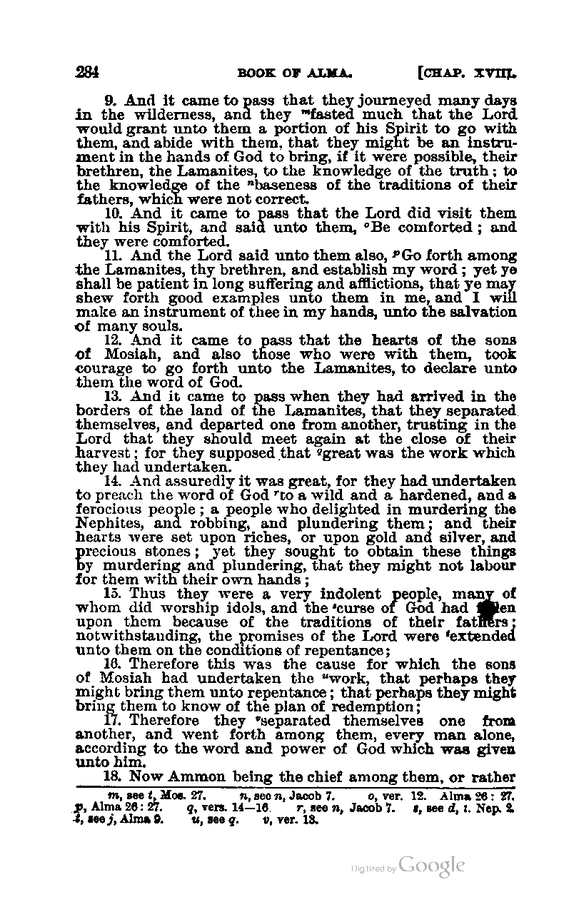 284 BOOK OF ALMA. [CHAP. XVIII.
9. And it came to pass that they journeyed many days
in the wilderness, and they ᵐfasted much that the Lord
would grant unto them a portion of his Spirit to go with
them, and abide with them, that they might be an instru-
ment in the hands of God to bring, if it were possible, their
brethren, the Lamanites, to the knowledge of the truth; to
the knowledge of the ⁿbaseness of the traditions of their
fathers, which were not correct.
10. And it came to pass that the Lord did visit them
with his Spirit, and said unto them, ᵒBe comforted; and
they were comforted.
11. And the Lord said unto them also, ᵖGo forth among
the Lamanites, thy brethren, and establish my word; yet ye
shall be patient in long suffering and afflictions, that ye may
shew forth good examples unto them in me, and I will
make an instrument of thee in my hands, unto the salvation
of many souls.
12. And it came to pass that the hearts of the sons
of Mosiah, and also those who were with them, took
courage to go forth unto the Lamanites, to declare unto
them the word of God.
13. And it came to pass when they had arrived in the
borders of the land of the Lamanites, that they separated
themselves, and departed one from another, trusting in the
Lord that they should meet again at the close of their
harvest; for they supposed that qgreat was the work which
they had undertaken.
14. And assuredly it was great, for they had undertaken
to preach the word of God ʳto a wild and a hardened, and a
ferocious people; a people who delighted in murdering the
Nephites, and robbing, and plundering them; and their
hearts were set upon riches, or upon gold and silver, and
precious stones; yet they sought to obtain these things
by murdering and plundering, that they might not labour
for them with their own hands;
15. Thus they were a very indolent people, many of
whom did worship idols, and the ˢcurse of God had
upon them because of the traditions of their fathers;
notwithstanding, the promises of the Lord were ᵗextended
unto them on the conditions of repentance;
16. Therefore this was the cause for which the sons
of Mosiah had undertaken the ᵘwork, that perhaps they
might bring them unto repentance; that perhaps they might
bring them to know of the plan of redemption;
17. Therefore they ᵛseparated themselves one from
another, and went forth among them, every man alone,
according to the word and power of God which was given
unto him.
18. Now Ammon being the chief among them, or rather
m, see t, Mos. 27. n, see n, Jacob 7. o, ver. 12. Alma 26: 27.
p, Alma 26: 27. q, vers. 14—16. r, see n, Jacob 7. s, see d, 1. Nep. 2.
t, see j, Alma 9. u, see q. v, ver. 13.
Digitized by Google